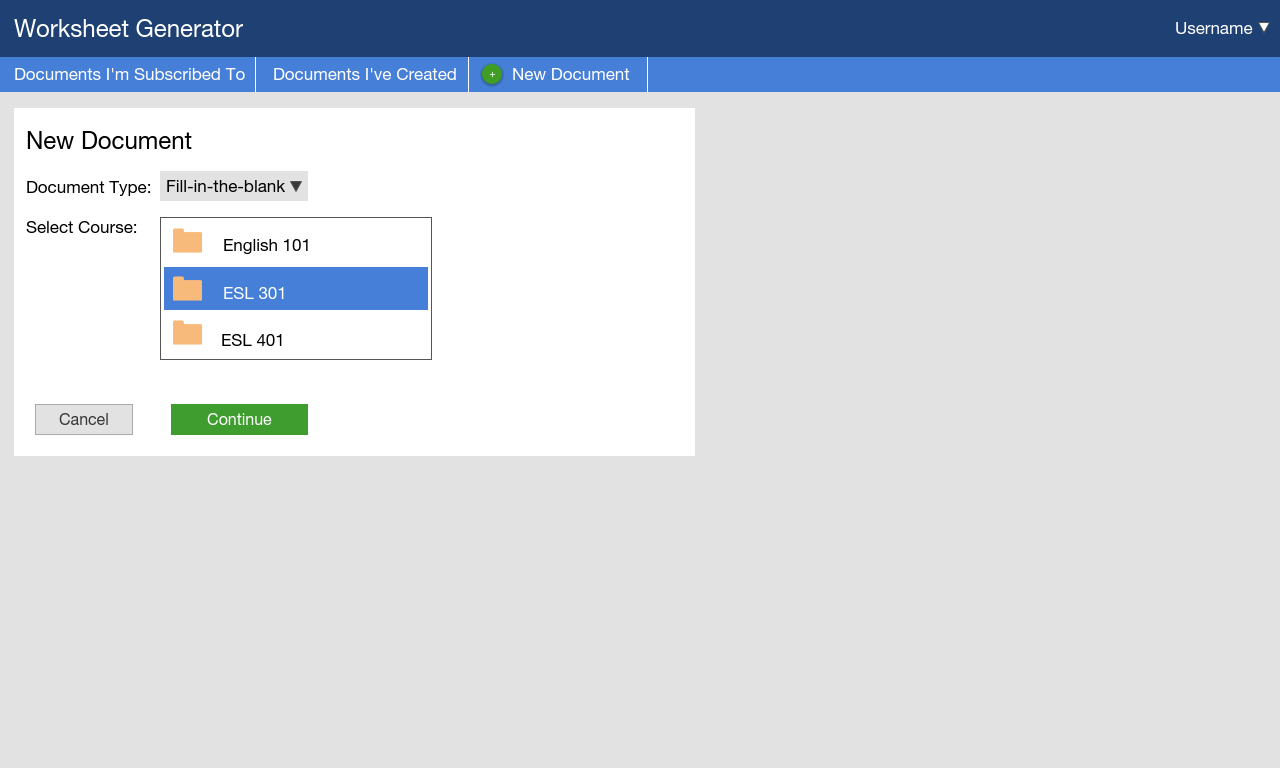 Worksheet Generator
Username
Documents I'm Subscribed To
Documents I've Created
+ New Document
New Document
Document Type: Fill-in-the-blank
Select Course:
English 101
ESL 301
ESL 401
Cancel
Continue